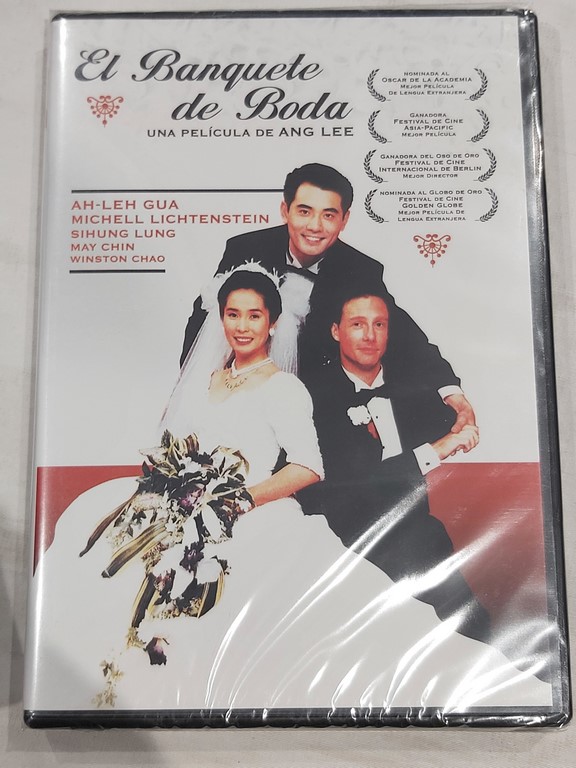 El Banquete
de Boda
UNA PELÍCULA DE ANG LEE
NOMINADA AL
OSCAR DE LA ACADEMIA
MEJOR PELÍCULA
DE LENGUA EXTRANJERA
GANADORA
FESTIVAL DE CINE
ASIA-PACIFIC
MEJOR PELÍCULA
GANADORA DEL OSO DE ORO
FESTIVAL DE CINE
INTERNACIONAL DE BERLIN
MEJOR DIRECTOR
NOMINADA AL GLOBO DE ORO
FESTIVAL DE CINE
GOLDEN GLOBE
MEJOR PELÍCULA DE
LENGUA EXTRANJERA
AH-LEH GUA
MICHELL LICHTENSTEIN
SIHUNG LUNG
MAY CHIN
WINSTON CHAO